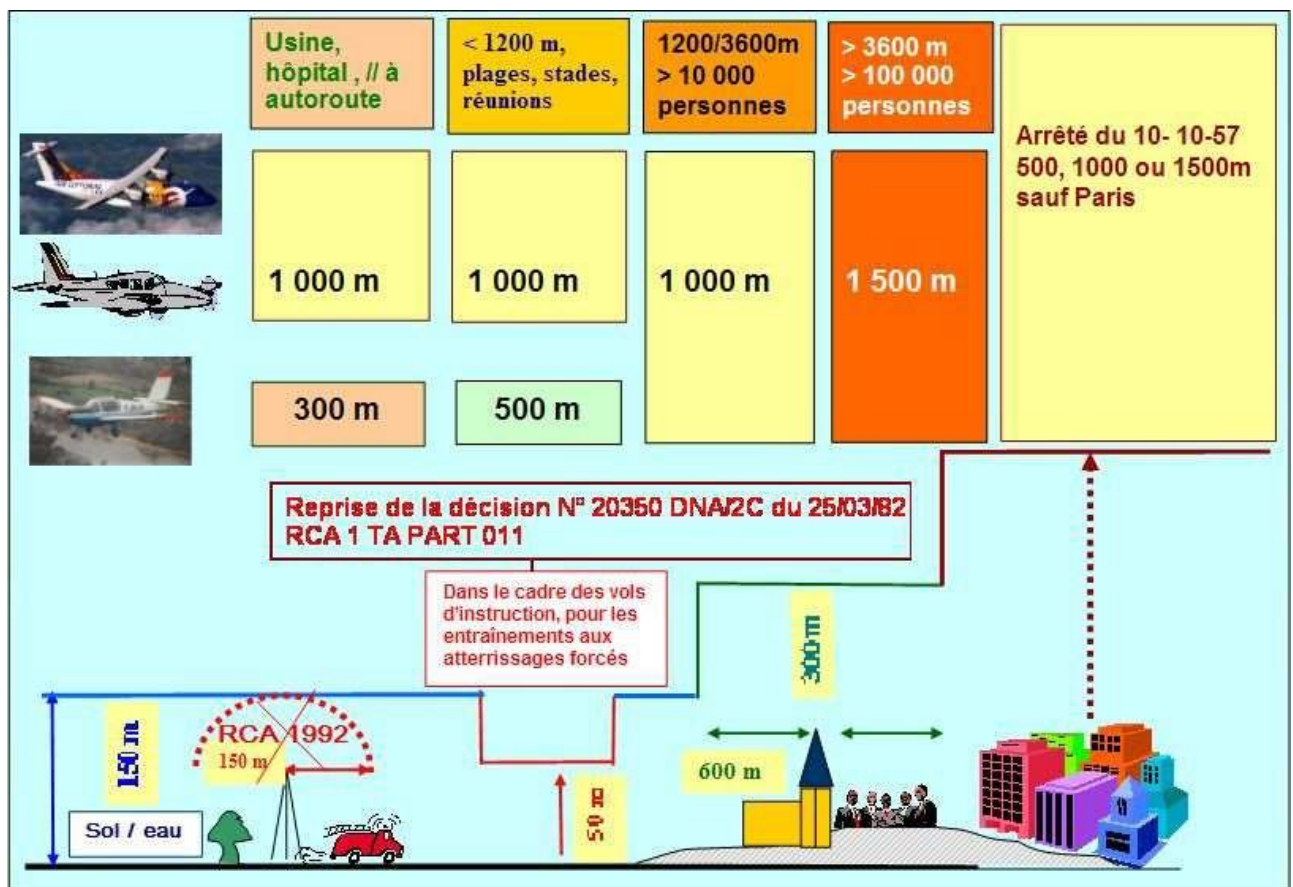 Usine,
hôpital , // à
autoroute
< 1200 m,
plages, stades,
réunions
1200/3600m
> 10 000
personnes
> 3600 m
> 100 000
personnes
Arrêté du 10- 10-57
500, 1000 ou 1500m
sauf Paris
1 000 m
1 000 m
1 000 m
1 500 m
300 m
500 m
Reprise de la décision N° 20350 DNA/2C du 25/03/82
RCA 1 TA PART 011
Dans le cadre des vols
d'instruction, pour les
entraînements aux
atterrissages forcés
300 m
150 m
RCA 1992
150 m
600 m
50 m
Sol / eau